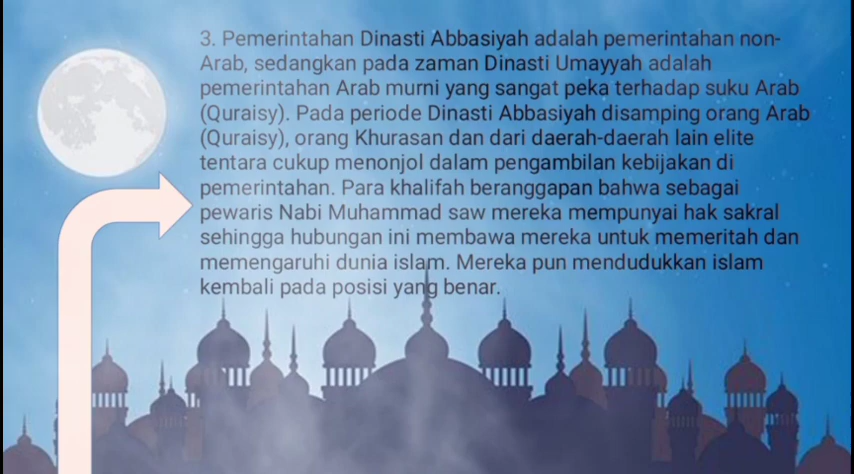 3. Pemerintahan Dinasti Abbasiyah adalah pemerintahan non-
Arab, sedangkan pada zaman Dinasti Umayyah adalah
pemerintahan Arab murni yang sangat peka terhadap suku Arab
(Quraisy). Pada periode Dinasti Abbasiyah disamping orang Arab
(Quraisy), orang Khurasan dan dari daerah-daerah lain elite
tentara cukup menonjol dalam pengambilan kebijakan di
pemerintahan. Para khalifah beranggapan bahwa sebagai
pewaris Nabi Muhammad saw mereka mempunyai hak sakral
sehingga hubungan ini membawa mereka untuk memeritah dan
memengaruhi dunia islam. Mereka pun mendudukkan islam
kembali pada posisi yang benar.